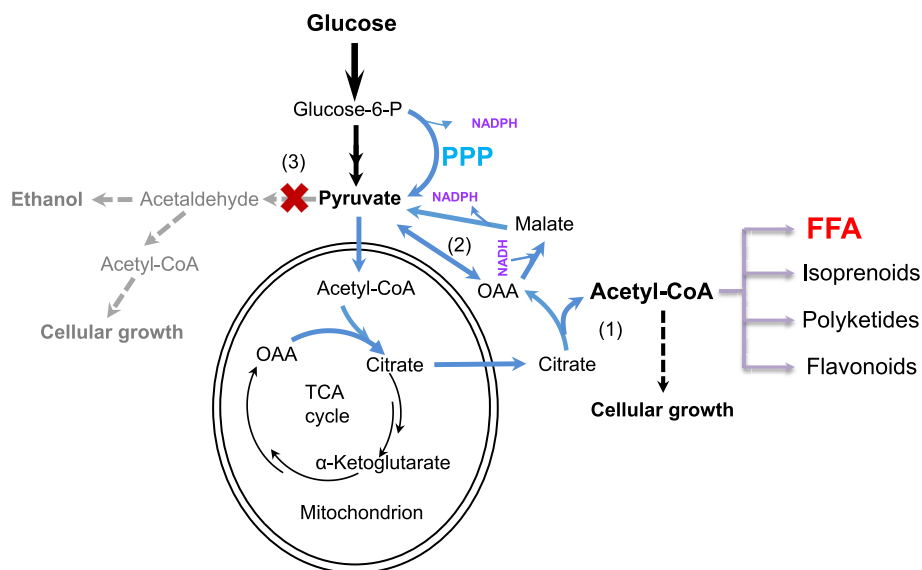 Glucose
Glucose-6-P
NADPH
PPP
(3)
Ethanol
Acetaldehyde
Pyruvate
NADPH
Malate
FFA
(2)
NADH
Acetyl-CoA
Isoprenoids
Acetyl-CoA
OAA
Acetyl-CoA
Polyketides
(1)
Cellular growth
OAA
Citrate
Citrate
Flavonoids
TCA
cycle
Cellular growth
α-Ketoglutarate
Mitochondrion